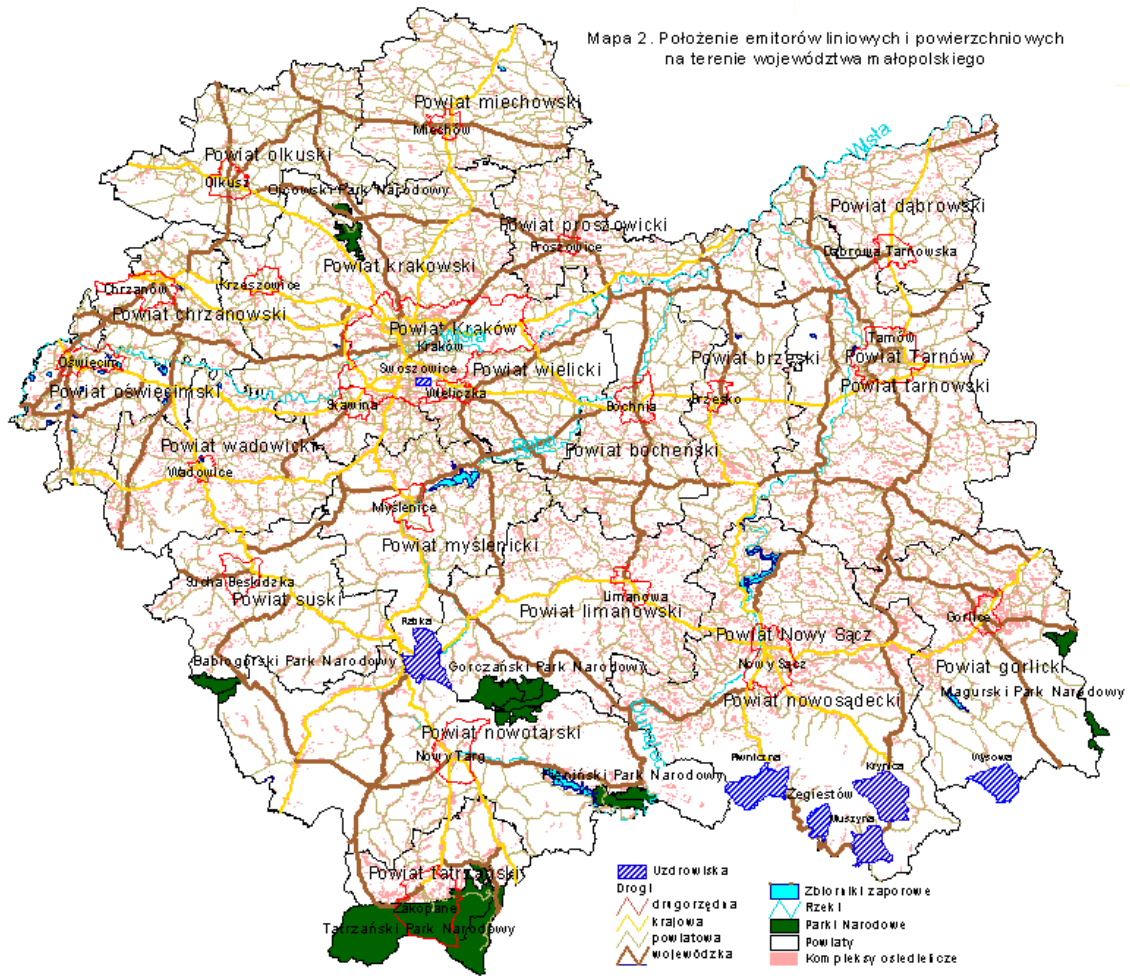 Mapa 2. Położenie emitorów liniowych i powierzchniowych
na terenie województwa małopolskiego
Powiat miechowski
Miechów
Wisła
Powiat olkuski
Olkusz
Ojcowski Park Narodowy
Powiat proszowicki
Proszowice
Powiat dąbrowski
Dąbrowa Tarnowska
Powiat krakowski
Krzeszowice
Chrzanów
Powiat chrzanowski
Powiat Kraków
Wisła
Kraków
Swoszowice
Powiat wielicki
Wieliczka
Skawina
Powiat brzeski
Brzesko
Tarnów
Powiat Tarnów
Powiat tarnowski
Oświęcim
Powiat oświęcimski
Bochnia
Powiat bocheński
Raba
Powiat wadowicki
Wadowice
Myślenice
Powiat myślenicki
Sucha Beskidzka
Powiat suski
Limanowa
Powiat limanowski
Rabka
Powiat Nowy Sącz
Nowy Sącz
Gorlice
Powiat gorlicki
Babiogórski Park Narodowy
Gorczański Park Narodowy
Powiat nowosądecki
Magurski Park Narodowy
Dunajec
Powiat nowotarski
Nowy Targ
Pieniński Park Narodowy
Piwniczna
Krynica
Wysowa
Żegiestów
Muszyna
Powiat tatrzański
Zakopane
Tatrzański Park Narodowy
Uzdrowiska
Drogi
drugorzędna
krajowa
powiatowa
wojewódzka
Zbiorniki zaporowe
Rzeki
Parki Narodowe
Powiaty
Kompleksy osiedleńcze